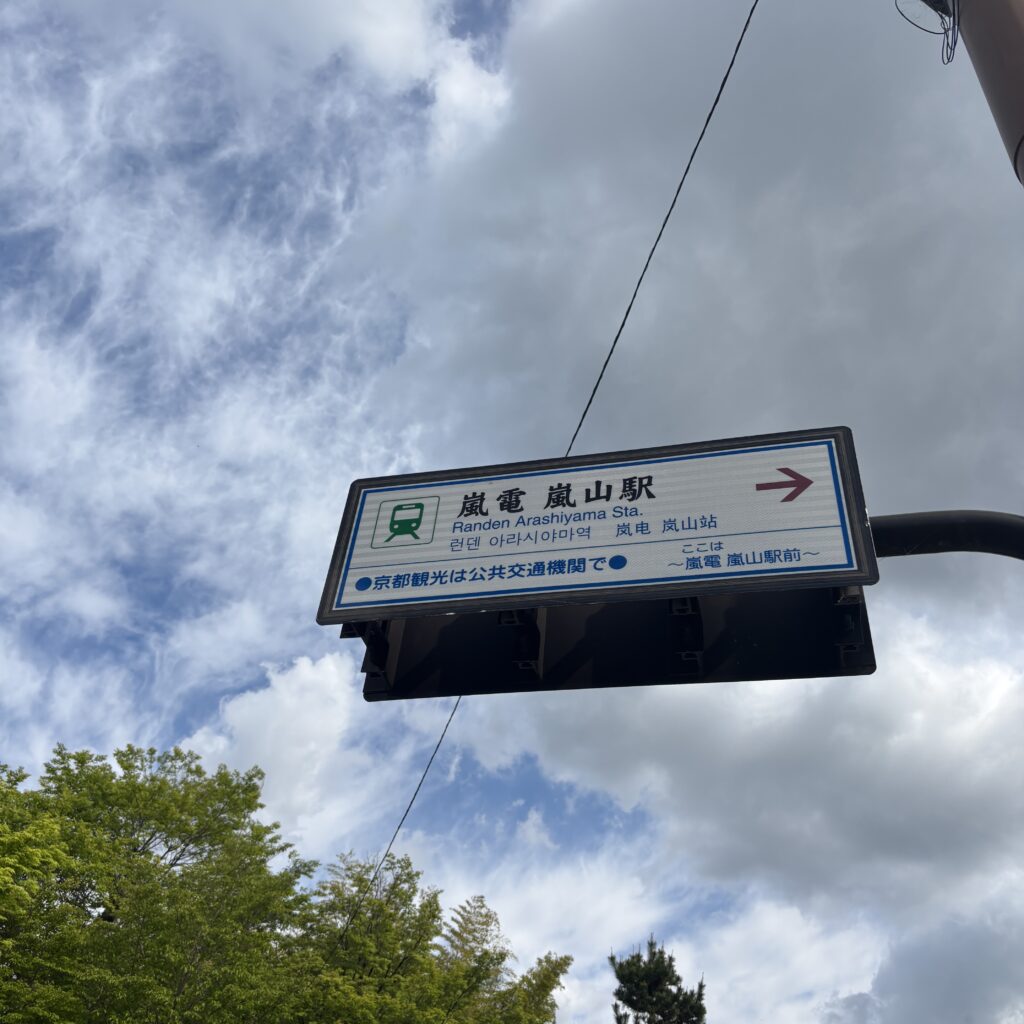 嵐電 嵐山駅
Randen Arashiyama Sta.
런덴 아라시야마역 岚电 岚山站
●京都観光は公共交通機関で●
ここは
～嵐電 嵐山駅前～